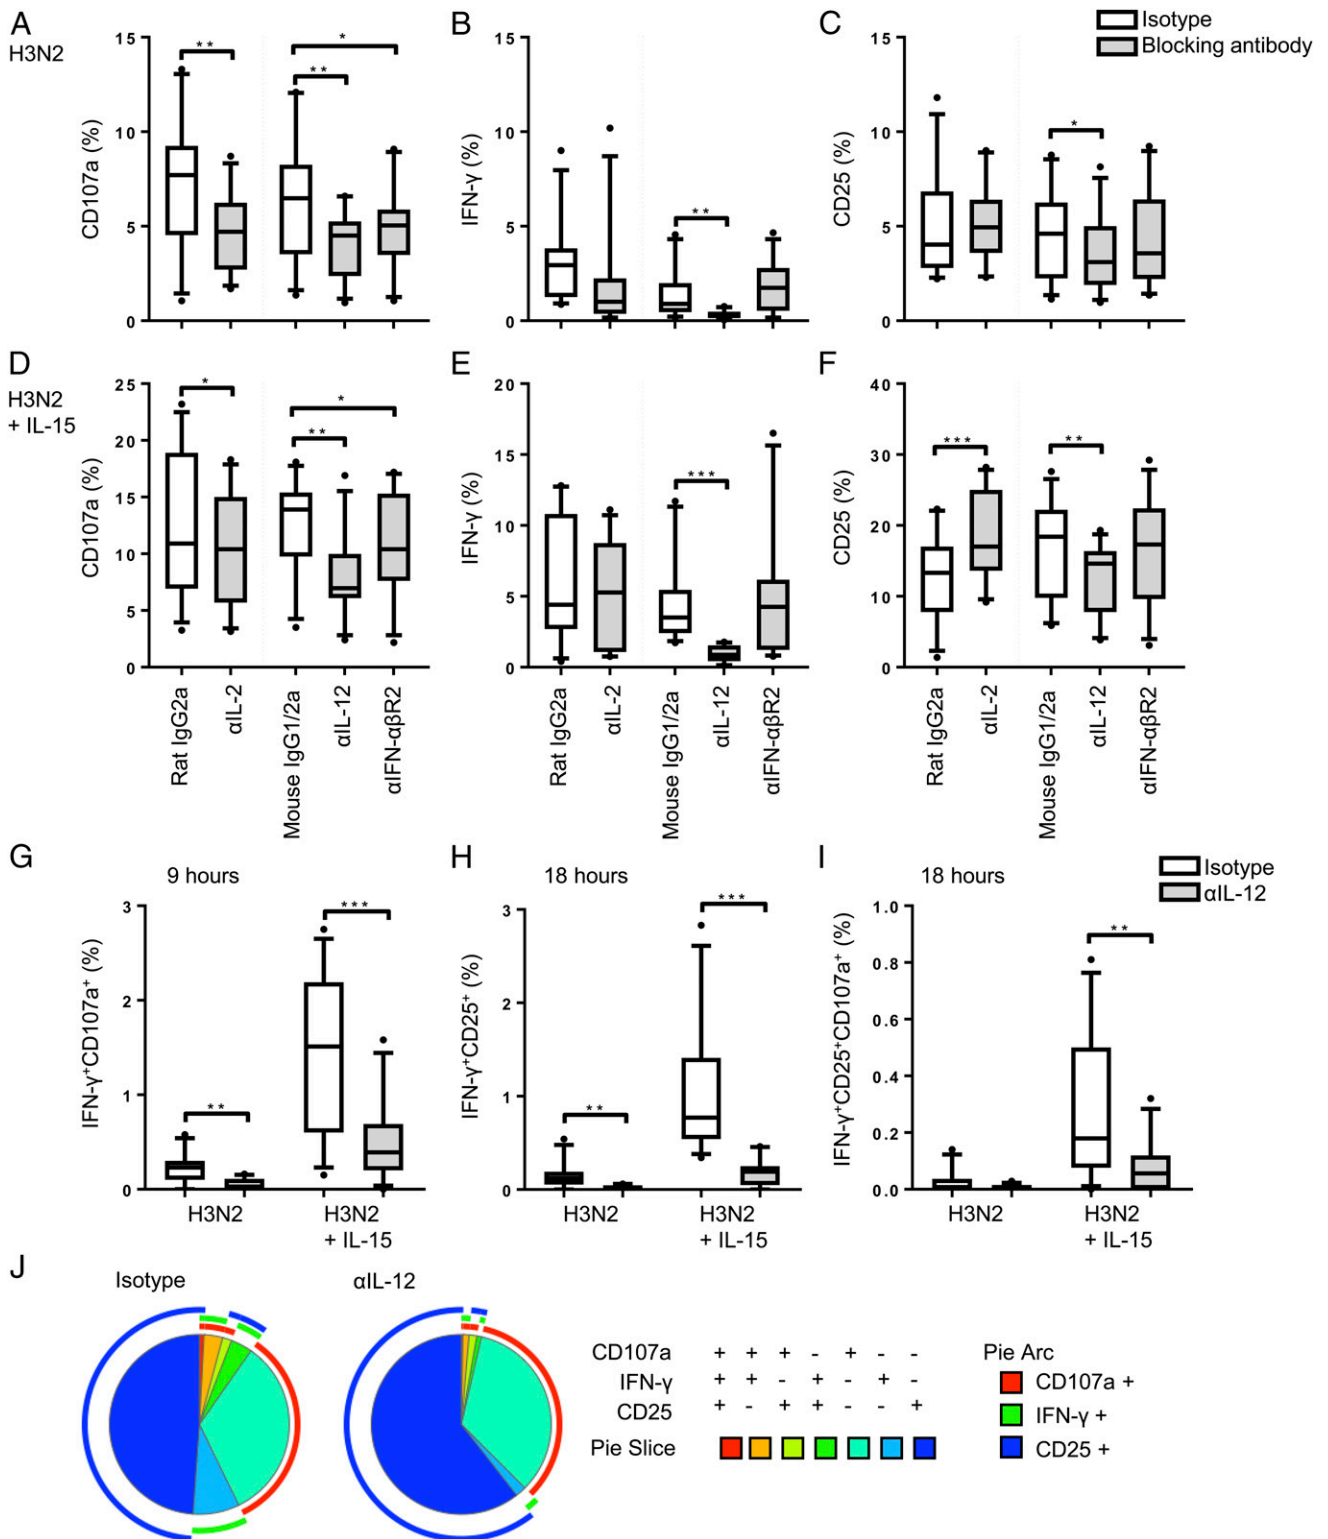 A
H3N2
15
10
5
0
CD107a (%)
**
**
*
B
15
10
5
0
IFN-γ (%)
**
C
15
10
5
0
CD25 (%)
*
Isotype
Blocking antibody
D
H3N2
+ IL-15
25
20
15
10
5
0
CD107a (%)
*
**
*
Rat IgG2a
αIL-2
Mouse IgG1/2a
αIL-12
αIFN-αβR2
E
20
15
10
5
0
IFN-γ (%)
***
Rat IgG2a
αIL-2
Mouse IgG1/2a
αIL-12
αIFN-αβR2
F
40
30
20
10
0
CD25 (%)
***
**
Rat IgG2a
αIL-2
Mouse IgG1/2a
αIL-12
αIFN-αβR2
G
9 hours
3
2
1
0
IFN-γ⁺CD107a⁺ (%)
**
***
H3N2
H3N2
+ IL-15
H
18 hours
3
2
1
0
IFN-γ⁺CD25⁺ (%)
**
***
H3N2
H3N2
+ IL-15
I
18 hours
1.0
0.8
0.6
0.4
0.2
0.0
IFN-γ⁺CD25⁺CD107a⁺ (%)
**
H3N2
H3N2
+ IL-15
Isotype
αIL-12
J
Isotype
αIL-12
CD107a + + + - + - -
IFN-γ + + - + - + -
CD25 + - + + - - +
Pie Slice
Pie Arc
CD107a +
IFN-γ +
CD25 +